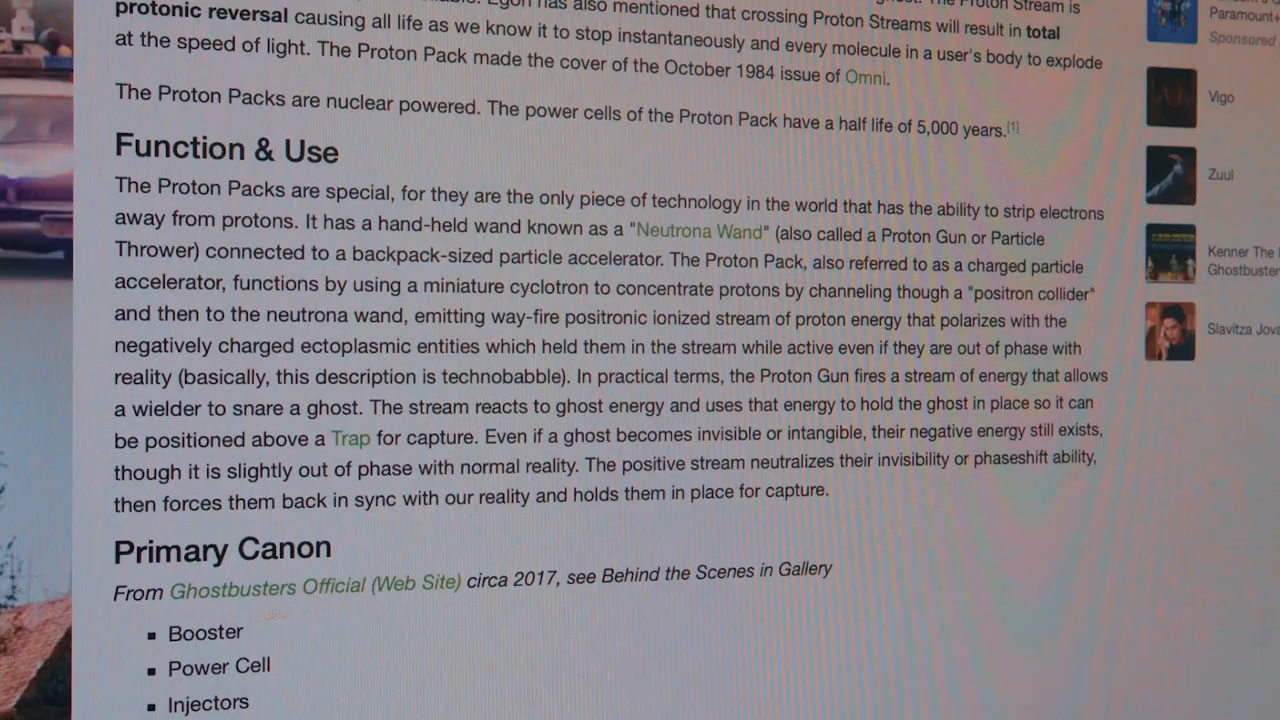 Egon has also mentioned that crossing Proton Streams will result in total
protonic reversal causing all life as we know it to stop instantaneously and every molecule in a user's body to explode
at the speed of light. The Proton Pack made the cover of the October 1984 issue of Omni.
The Proton Packs are nuclear powered. The power cells of the Proton Pack have a half life of 5,000 years.[1]
Function & Use
The Proton Packs are special, for they are the only piece of technology in the world that has the ability to strip electrons
away from protons. It has a hand-held wand known as a "Neutrona Wand" (also called a Proton Gun or Particle
Thrower) connected to a backpack-sized particle accelerator. The Proton Pack, also referred to as a charged particle
accelerator, functions by using a miniature cyclotron to concentrate protons by channeling though a "positron collider"
and then to the neutrona wand, emitting way-fire positronic ionized stream of proton energy that polarizes with the
negatively charged ectoplasmic entities which held them in the stream while active even if they are out of phase with
reality (basically, this description is technobabble). In practical terms, the Proton Gun fires a stream of energy that allows
a wielder to snare a ghost. The stream reacts to ghost energy and uses that energy to hold the ghost in place so it can
be positioned above a Trap for capture. Even if a ghost becomes invisible or intangible, their negative energy still exists,
though it is slightly out of phase with normal reality. The positive stream neutralizes their invisibility or phaseshift ability,
then forces them back in sync with our reality and holds them in place for capture.
Primary Canon
From Ghostbusters Official (Web Site) circa 2017, see Behind the Scenes in Gallery
Booster
Power Cell
Injectors
Paramount+
Sponsored
Vigo
Zuul
Kenner The
Ghostbuster
Slavitza Jova